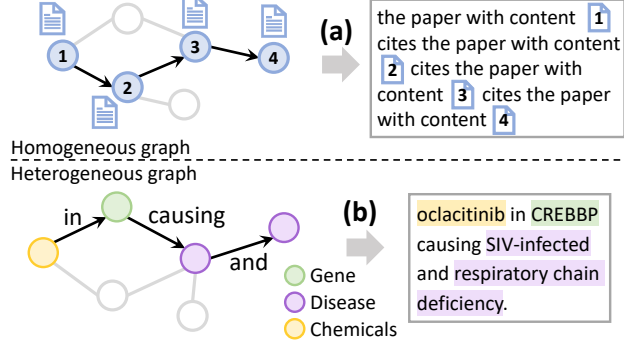 1
2
3
4
(a)
the paper with content 1
cites the paper with content
2 cites the paper with
content 3 cites the paper
with content 4
Homogeneous graph
Heterogeneous graph
in
causing
and
(b)
Gene
Disease
Chemicals
oclacitinib in CREBBP
causing SIV-infected
and respiratory chain
deficiency.